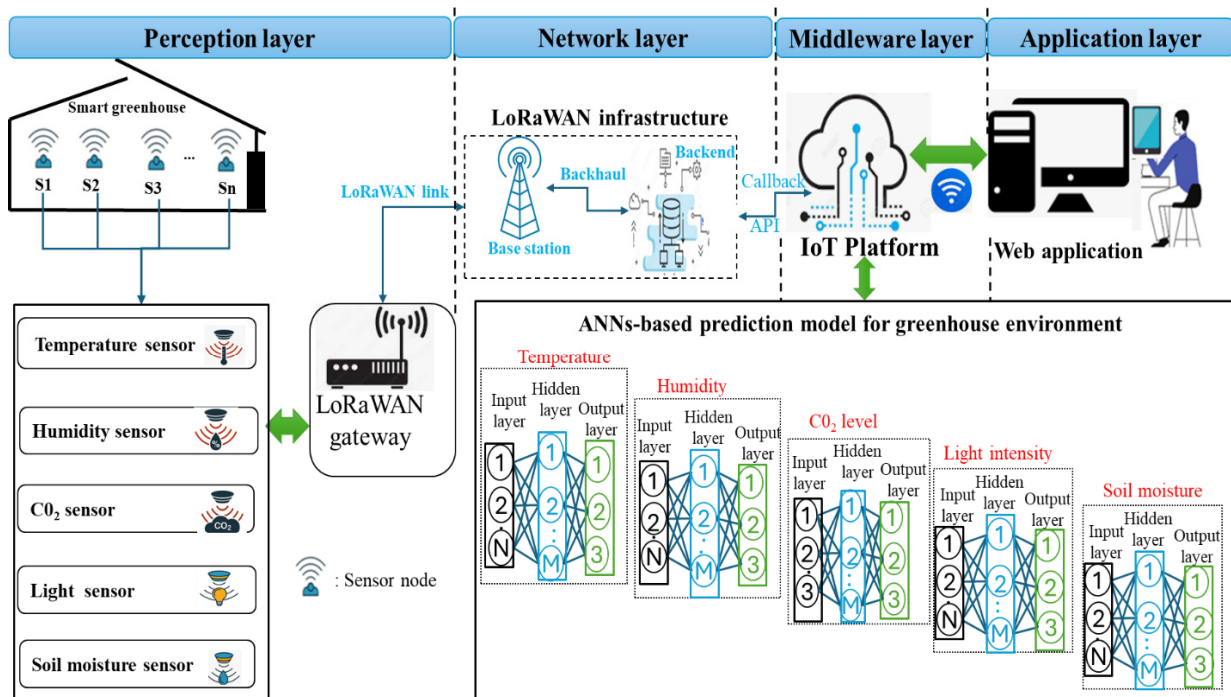 Perception layer
Network layer
Middleware layer
Application layer
Smart greenhouse
S1 S2 S3 ... Sn
LoRaWAN link
LoRaWAN infrastructure
Base station
Backhaul
Backend
Callback
API
IoT Platform
Web application
Temperature sensor
Humidity sensor
%
C0₂ sensor
CO₂
Light sensor
Soil moisture sensor
LoRaWAN
gateway
: Sensor node
ANNs-based prediction model for greenhouse environment
Temperature
Input
layer
Hidden
layer
Output
layer
1
2
N
1
2
M
1
2
3
Humidity
Input
layer
Hidden
layer
Output
layer
1
2
N
1
2
M
1
2
3
C0₂ level
Input
layer
Hidden
layer
Output
layer
1
2
3
1
2
M
1
2
3
Light intensity
Input
layer
Hidden
layer
Output
layer
1
2
N
1
2
M
1
2
3
Soil moisture
Input
layer
Hidden
layer
Output
layer
1
2
N
1
2
M
1
2
3